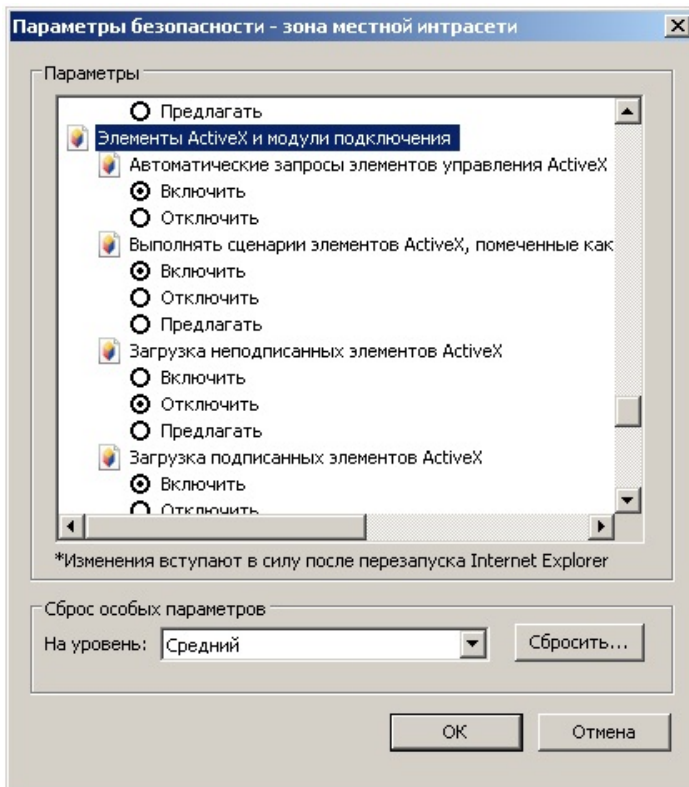 Параметры безопасности - зона местной интрасети
Параметры
Предлагать
Элементы ActiveX и модули подключения
Автоматические запросы элементов управления ActiveX
Включить
Отключить
Выполнять сценарии элементов ActiveX, помеченные как
Включить
Отключить
Предлагать
Загрузка неподписанных элементов ActiveX
Включить
Отключить
Предлагать
Загрузка подписанных элементов ActiveX
Включить
Отключить
*Изменения вступают в силу после перезапуска Internet Explorer
Сброс особых параметров
На уровень: Средний Сбросить...
ОК Отмена